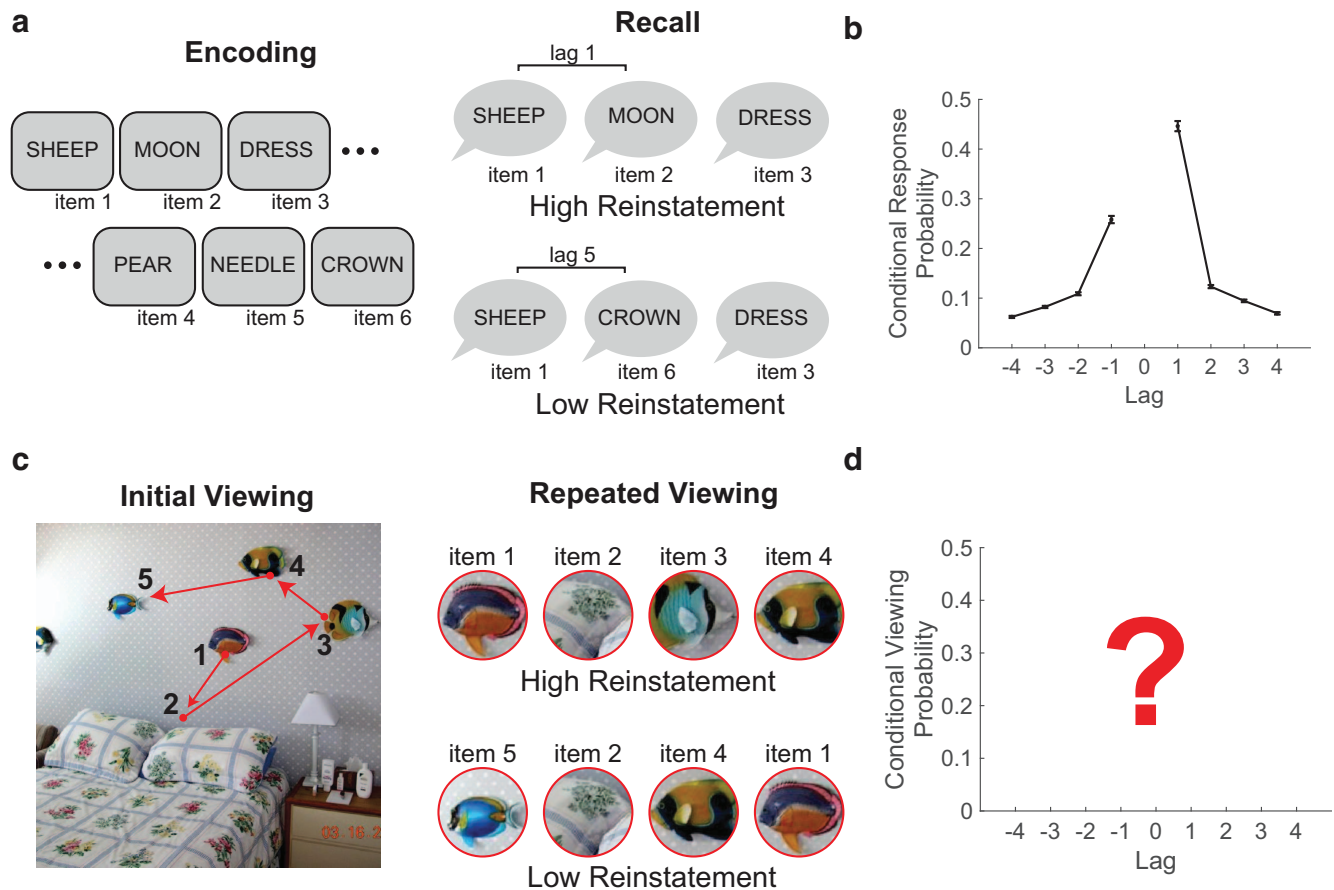 a
Encoding
SHEEP MOON DRESS •••
item 1 item 2 item 3
••• PEAR NEEDLE CROWN
item 4 item 5 item 6
Recall
lag 1
SHEEP MOON DRESS
item 1 item 2 item 3
High Reinstatement
lag 5
SHEEP CROWN DRESS
item 1 item 6 item 3
Low Reinstatement
b
Conditional Response
Probability
0.5
0.4
0.3
0.2
0.1
0
-4 -3 -2 -1 0 1 2 3 4
Lag
c
Initial Viewing
4
5
3
1
2
Repeated Viewing
item 1 item 2 item 3 item 4
High Reinstatement
item 5 item 2 item 4 item 1
Low Reinstatement
d
Conditional Viewing
Probability
0.5
0.4
0.3
0.2
0.1
0
?
-4 -3 -2 -1 0 1 2 3 4
Lag